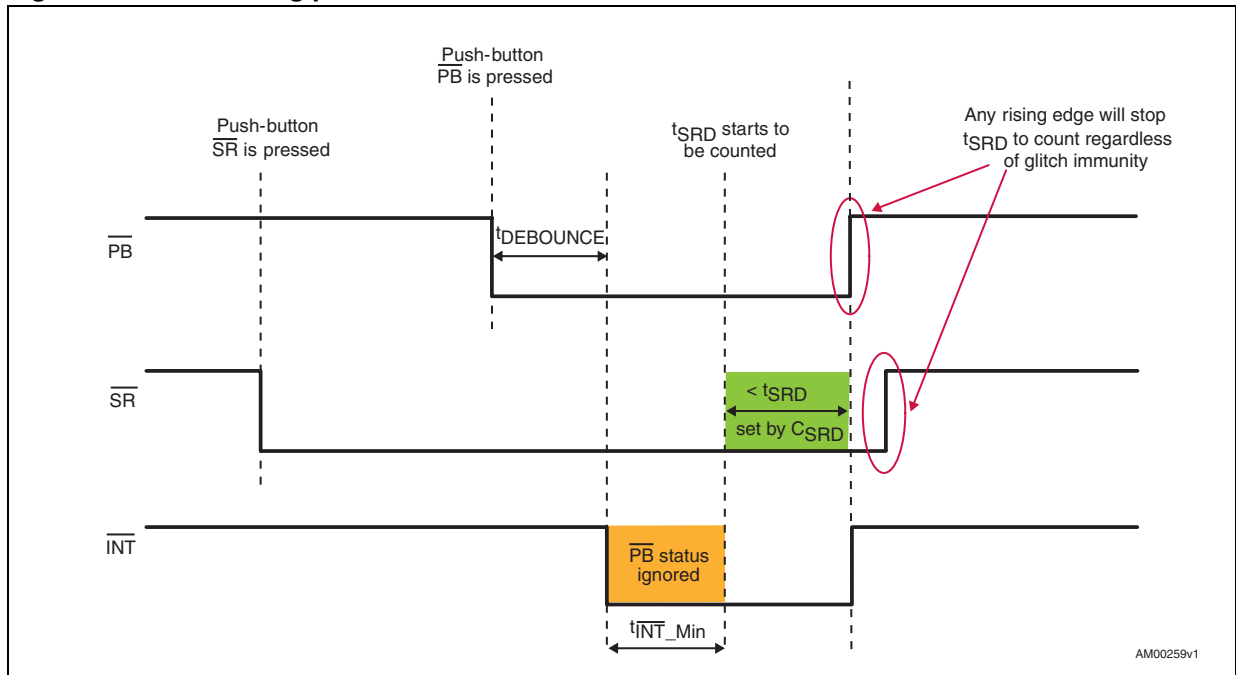 Push-button
PB is pressed
Push-button
SR is pressed
tSRD starts to
be counted
Any rising edge will stop
tSRD to count regardless
of glitch immunity
PB
tDEBOUNCE
SR
< tSRD
set by CSRD
INT
PB status
ignored
tINT_Min
AM00259v1